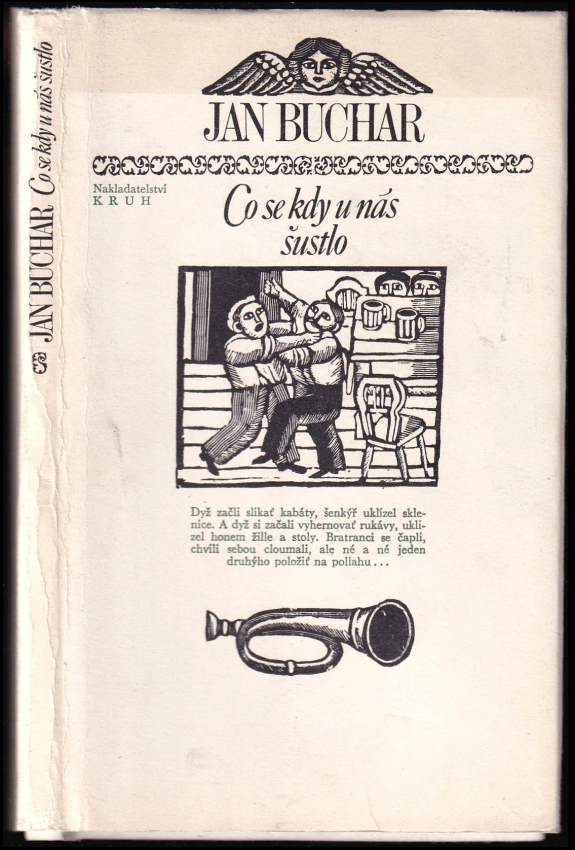 JAN BUCHAR Co se kdy u nás šustlo
JAN BUCHAR
Nakladatelství
KRUH
Co se kdy u nás
šustlo
Dyž začli slikať kabáty, šenkýř uklízel skle-
nice. A dyž si začali vyhernovať rukávy, ukli-
zel honem žille a stoly. Bratranci se čapli,
chvíli sebou cloumali, ale né a né jeden
druhýho položiť na pollahu...